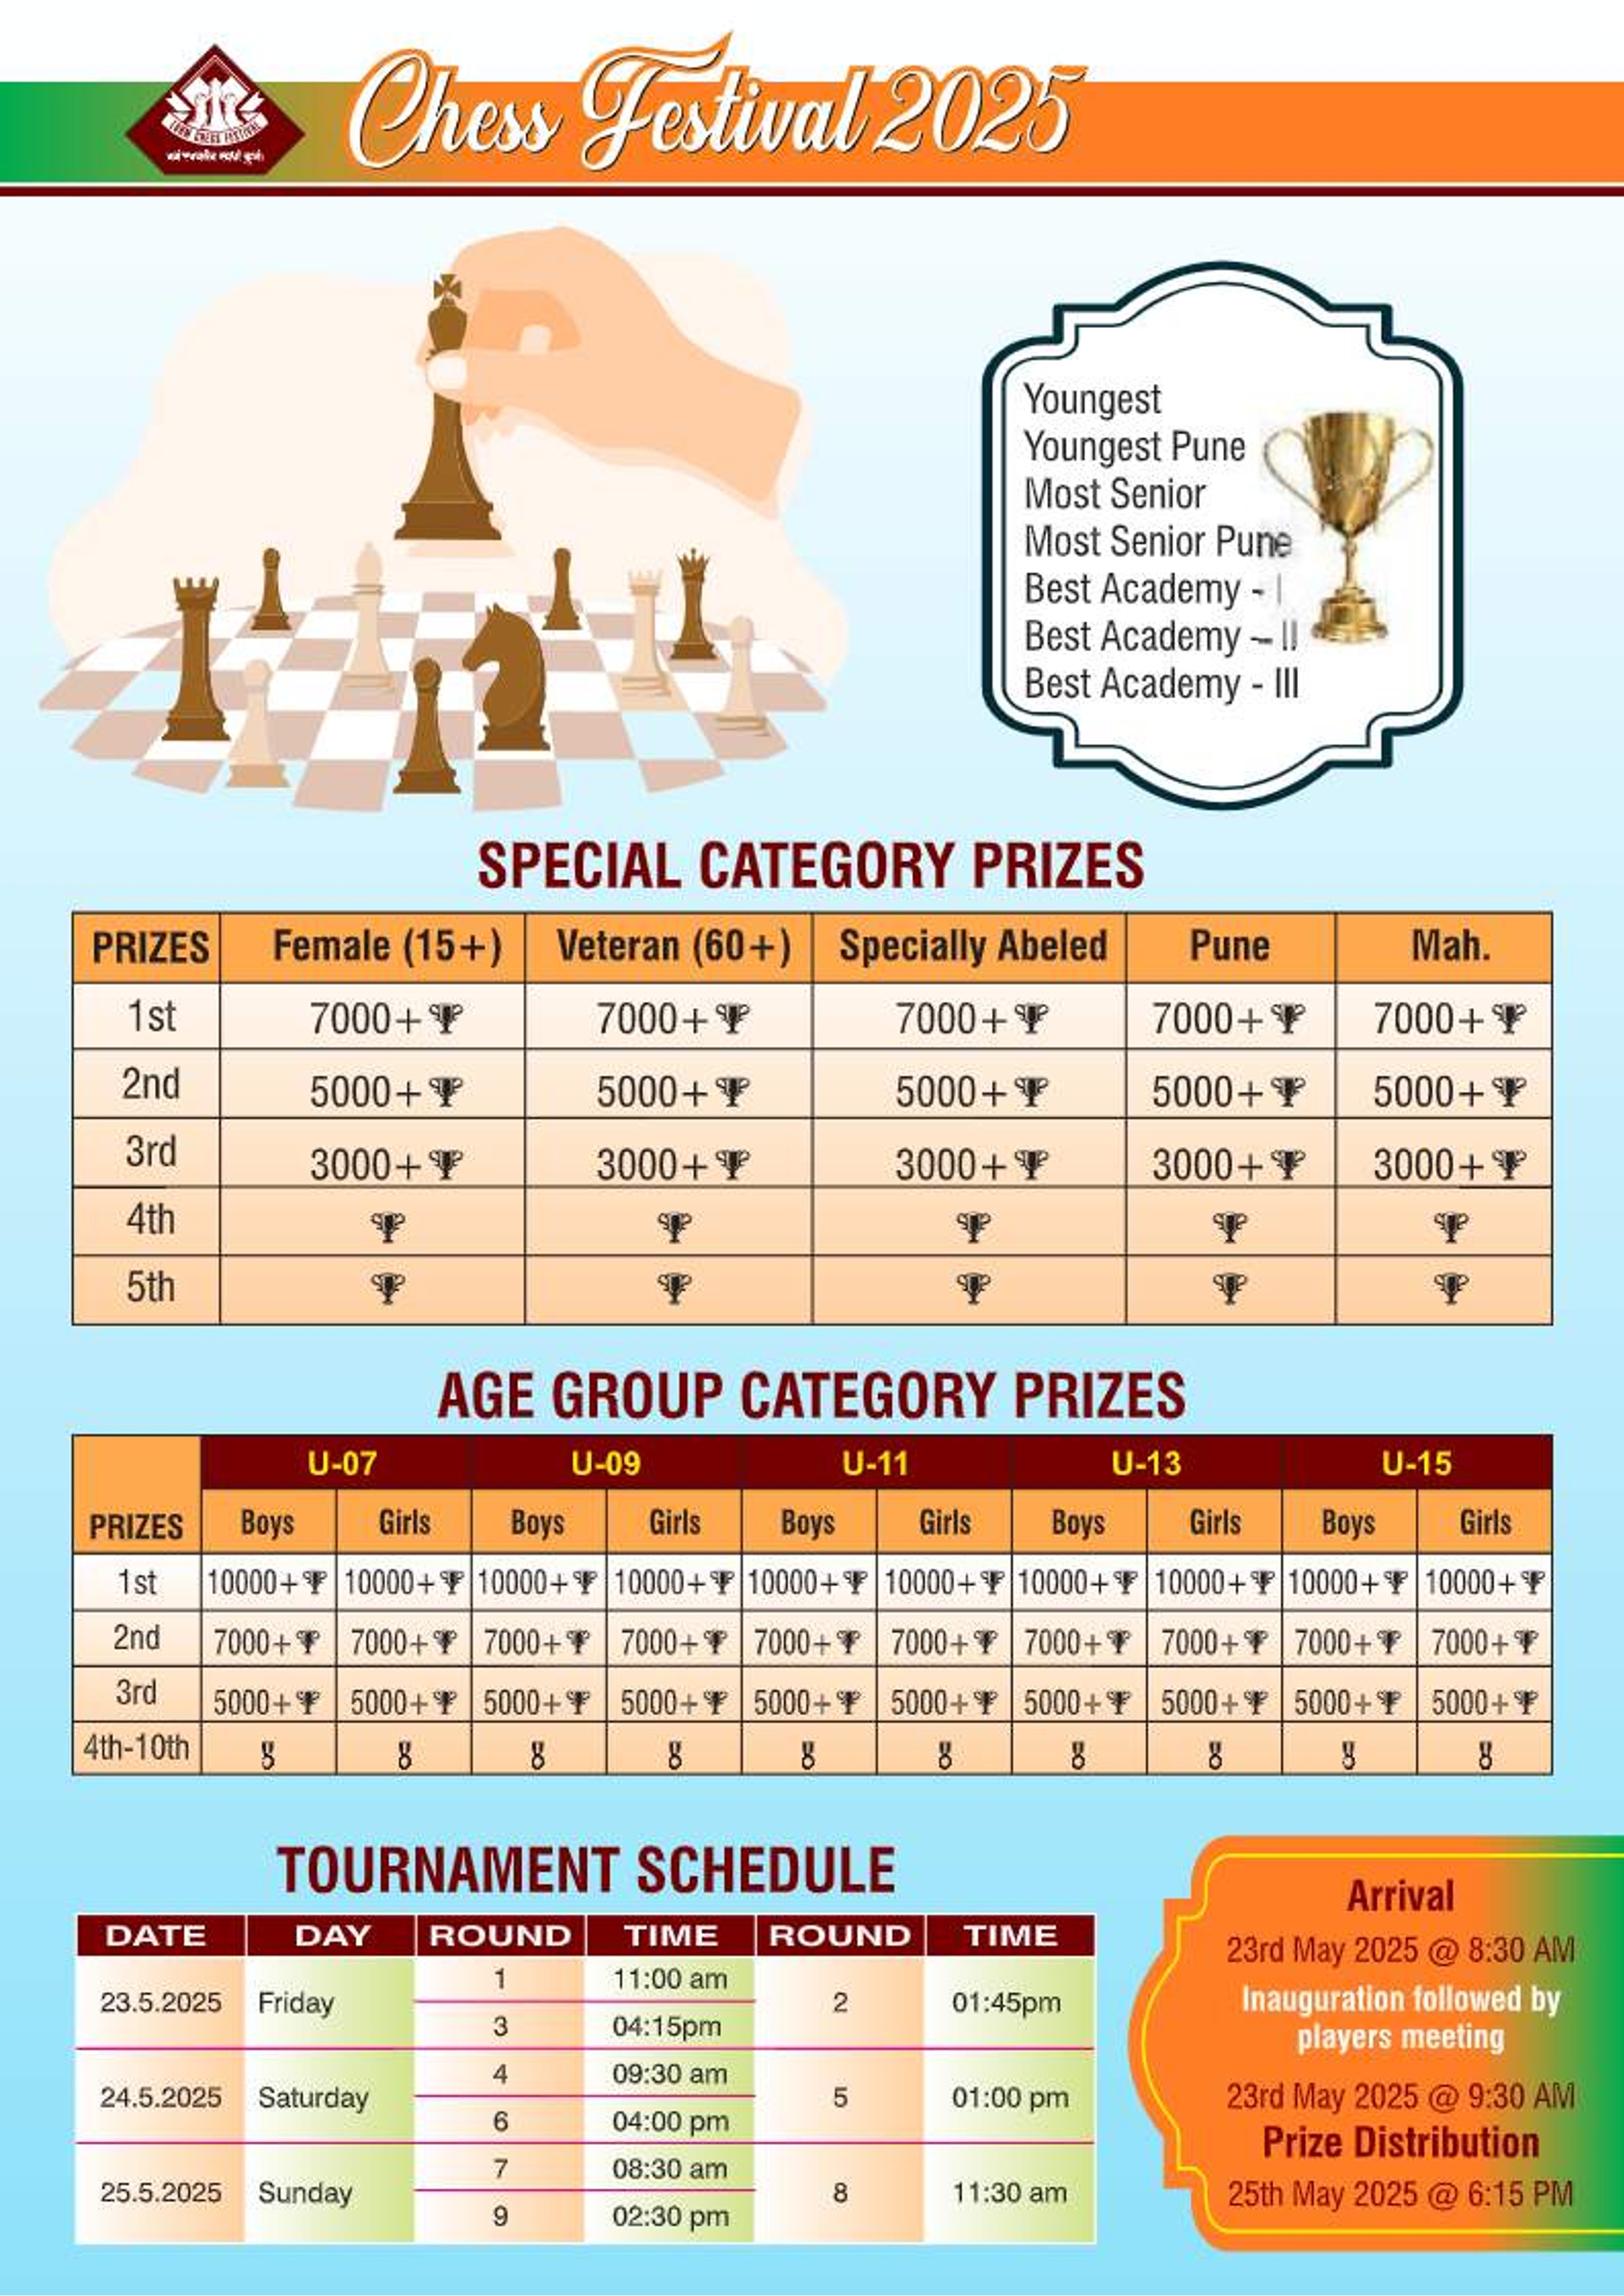 Chess Festival 2025
CHESS FESTIVAL
Youngest
Youngest Pune
Most Senior
Most Senior Pune
Best Academy - I
Best Academy – II
Best Academy - III
SPECIAL CATEGORY PRIZES
PRIZES Female (15+) Veteran (60+) Specially Abeled Pune Mah.
1st 7000+ 7000+ 7000+ 7000+ 7000+
2nd 5000+ 5000+ 5000+ 5000+ 5000+
3rd 3000+ 3000+ 3000+ 3000+ 3000+
4th
5th
AGE GROUP CATEGORY PRIZES
U-07 U-09 U-11 U-13 U-15
PRIZES Boys Girls Boys Girls Boys Girls Boys Girls Boys Girls
1st 10000+ 10000+ 10000+ 10000+ 10000+ 10000+ 10000+ 10000+ 10000+ 10000+
2nd 7000+ 7000+ 7000+ 7000+ 7000+ 7000+ 7000+ 7000+ 7000+ 7000+
3rd 5000+ 5000+ 5000+ 5000+ 5000+ 5000+ 5000+ 5000+ 5000+ 5000+
4th-10th
TOURNAMENT SCHEDULE
DATE DAY ROUND TIME ROUND TIME
23.5.2025 Friday 1 11:00 am 2 01:45pm
3 04:15pm
24.5.2025 Saturday 4 09:30 am 5 01:00 pm
6 04:00 pm
25.5.2025 Sunday 7 08:30 am 8 11:30 am
9 02:30 pm
Arrival
23rd May 2025 @ 8:30 AM
Inauguration followed by
players meeting
23rd May 2025 @ 9:30 AM
Prize Distribution
25th May 2025 @ 6:15 PM